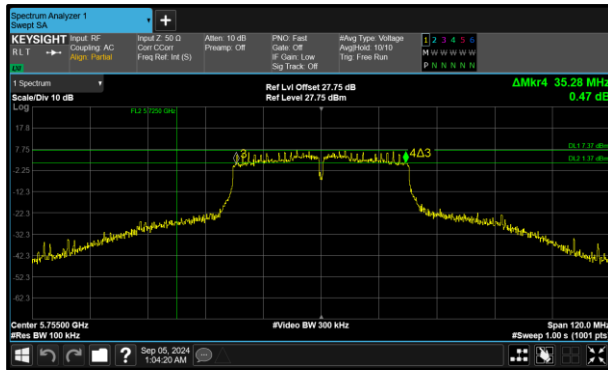 Spectrum Analyzer 1
Swept SA
+
KEYSIGHT Input: RF Input Z: 50 Ω Atten: 10 dB PNO: Fast #Avg Type: Voltage 1 2 3 4 5 6
RLT Coupling: AC Corr CCorr Preamp: Off Gate: Off Avg|Hold: 10/10 M W W W W W
Align: Partial Freq Ref: Int (S) IF Gain: Low Trig: Free Run P N N N N N
Sig Track: Off
1 Spectrum Ref Lvl Offset 27.75 dB ΔMkr4 35.28 MHz
Scale/Div 10 dB Ref Level 27.75 dBm 0.47 dB
Log FL2 5.7250 GHz
17.8
7.75 DL1 7.37 dBm
4Δ3
DL2 1.37 dBm
-2.25
-12.3
-22.3
-32.3
-42.3
-52.3
-62.3
Center 5.75500 GHz #Video BW 300 kHz Span 120.0 MHz
#Res BW 100 kHz #Sweep 1.00 s (1001 pts)
? Sep 05, 2024
1:04:20 AM